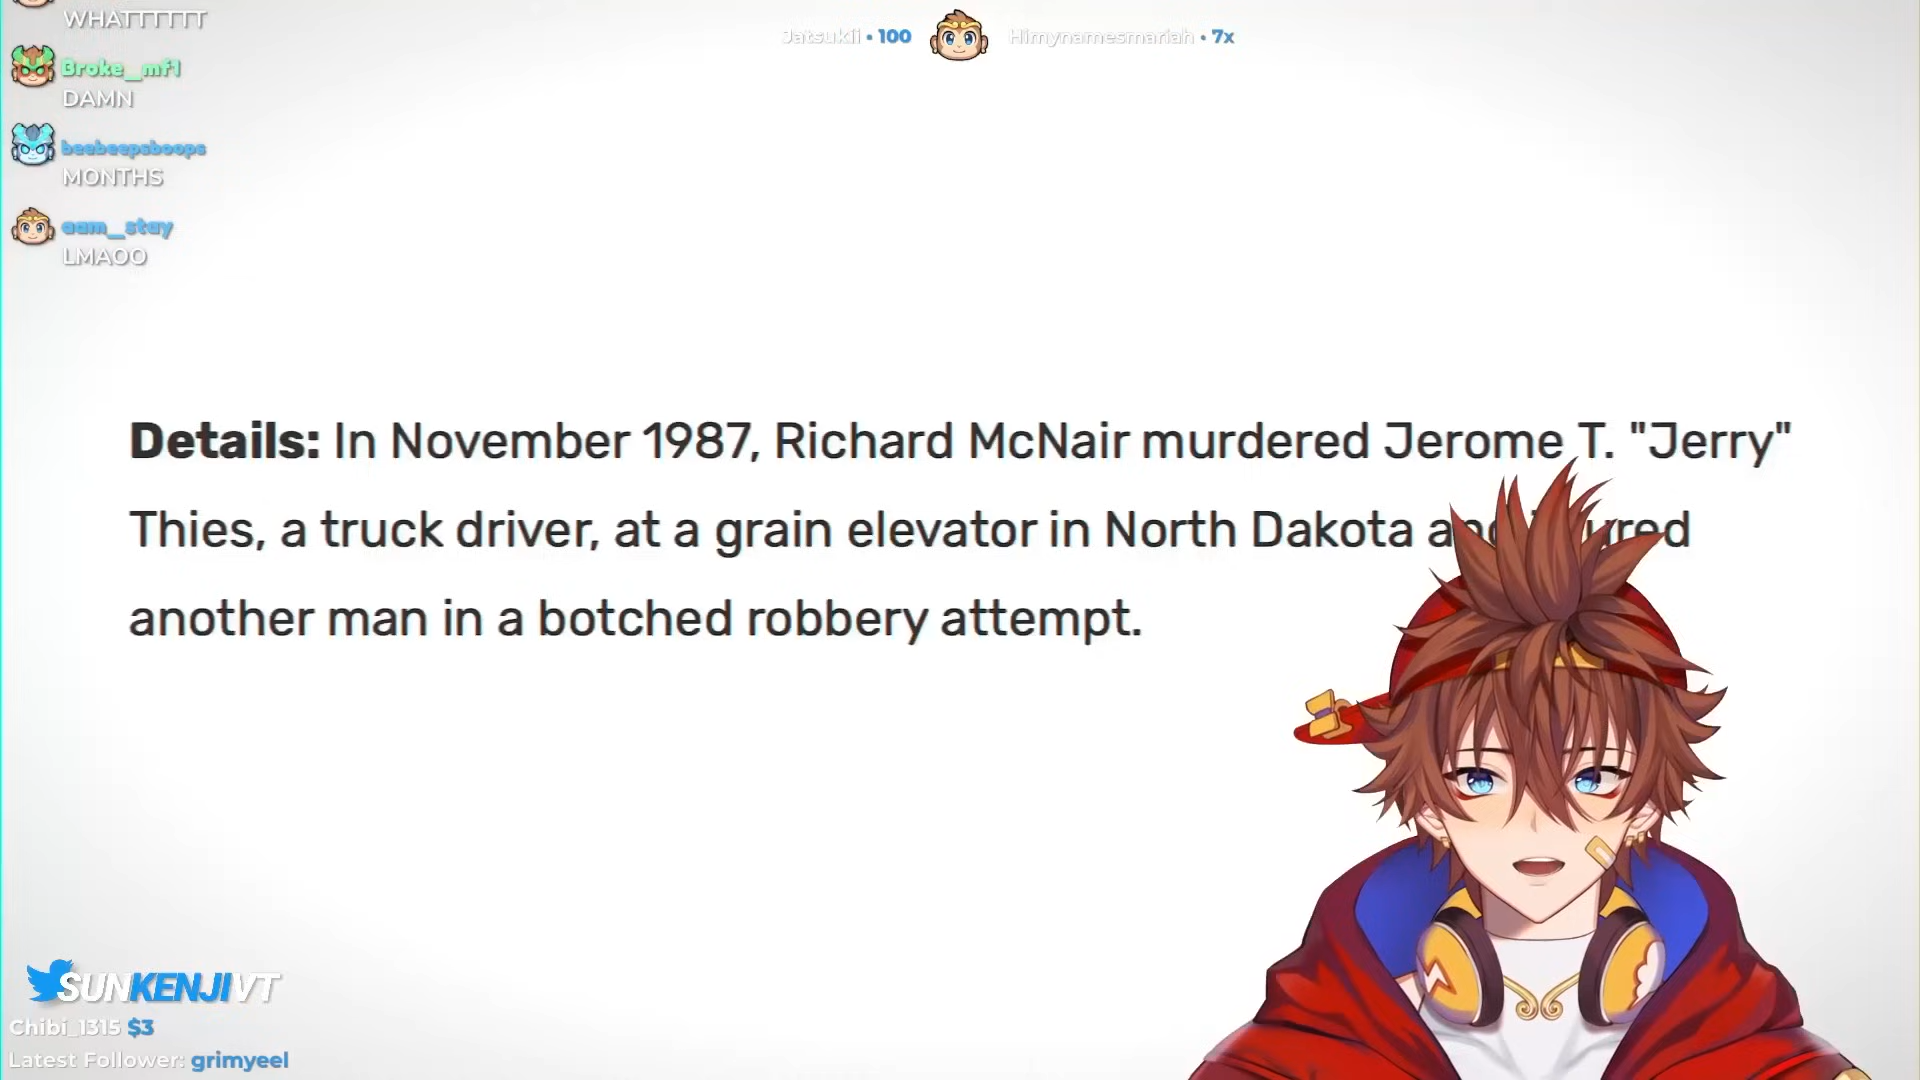 WHATTTTTT
Jatsukii • 100
Himynamesmariah • 7x
Broke_mf1
DAMN
beebeepsboops
MONTHS
aam_stay
LMAOO
Details: In November 1987, Richard McNair murdered Jerome T. "Jerry"
Thies, a truck driver, at a grain elevator in North Dakota
another man in a botched robbery attempt.
SUNKENJIVT
Chibi_1315 $3
Latest Follower: grimyeel